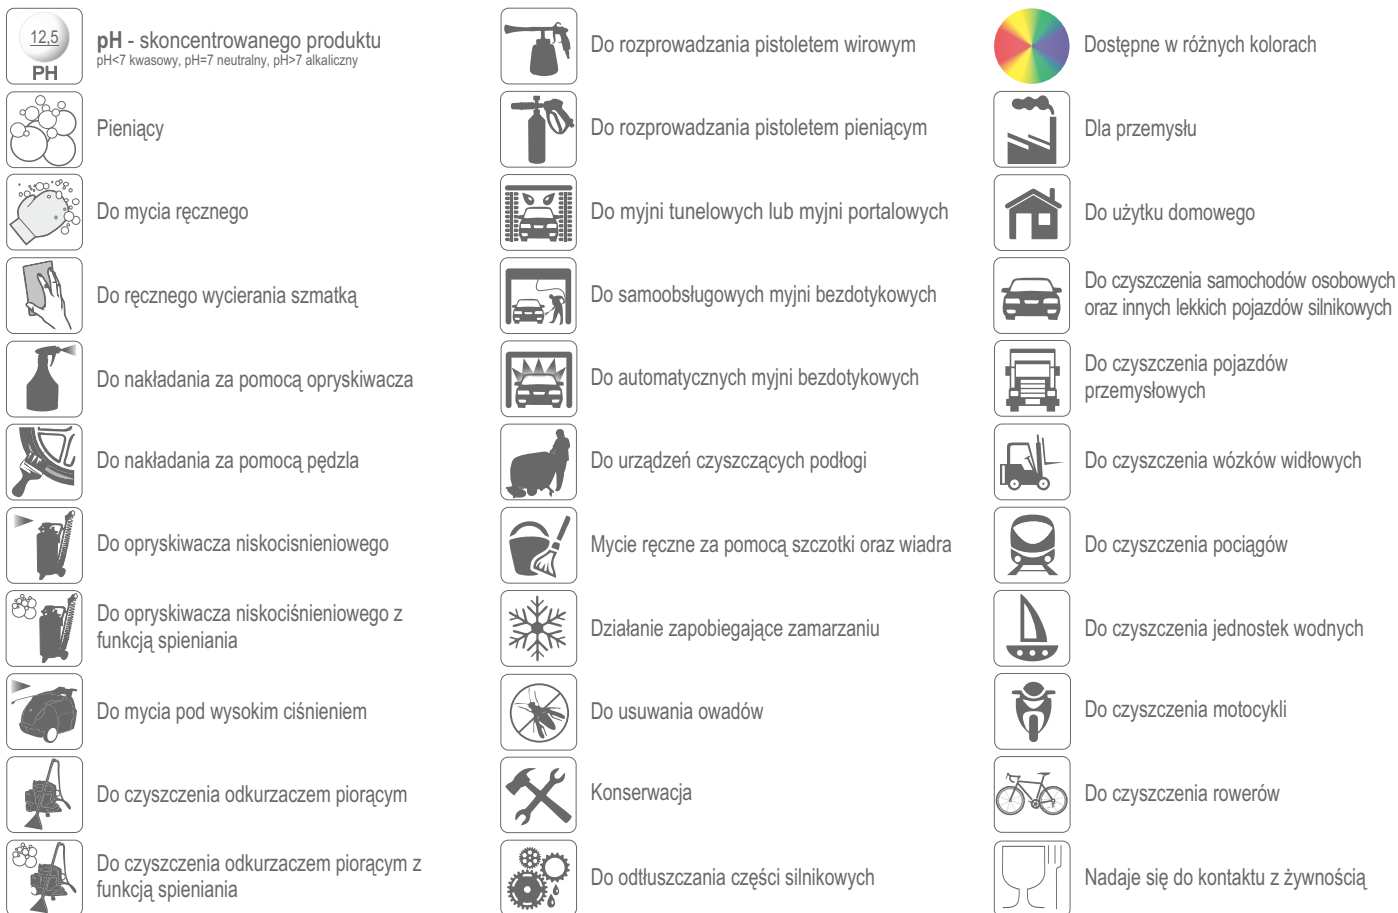 12,5
PH
pH - skoncentrowanego produktu
pH<7 kwasowy, pH=7 neutralny, pH>7 alkaliczny
Pieniący
Do mycia ręcznego
Do ręcznego wycierania szmatką
Do nakładania za pomocą opryskiwacza
Do nakładania za pomocą pędzla
Do opryskiwacza niskocisnieniowego
Do opryskiwacza niskociśnieniowego z
funkcją spieniania
Do mycia pod wysokim ciśnieniem
Do czyszczenia odkurzaczem piorącym
Do czyszczenia odkurzaczem piorącym z
funkcją spieniania
Do rozprowadzania pistoletem wirowym
Do rozprowadzania pistoletem pieniącym
Do myjni tunelowych lub myjni portalowych
Do samoobsługowych myjni bezdotykowych
Do automatycznych myjni bezdotykowych
Do urządzeń czyszczących podłogi
Mycie ręczne za pomocą szczotki oraz wiadra
Działanie zapobiegające zamarzaniu
Do usuwania owadów
Konserwacja
Do odtłuszczania części silnikowych
Dostępne w różnych kolorach
Dla przemysłu
Do użytku domowego
Do czyszczenia samochodów osobowych
oraz innych lekkich pojazdów silnikowych
Do czyszczenia pojazdów
przemysłowych
Do czyszczenia wózków widłowych
Do czyszczenia pociągów
Do czyszczenia jednostek wodnych
Do czyszczenia motocykli
Do czyszczenia rowerów
Nadaje się do kontaktu z żywnością